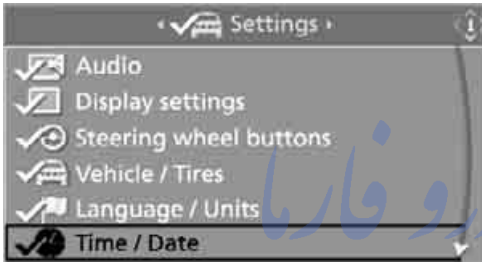 Settings
Audio
Display settings
Steering wheel buttons
Vehicle / Tires
Language / Units
Time / Date